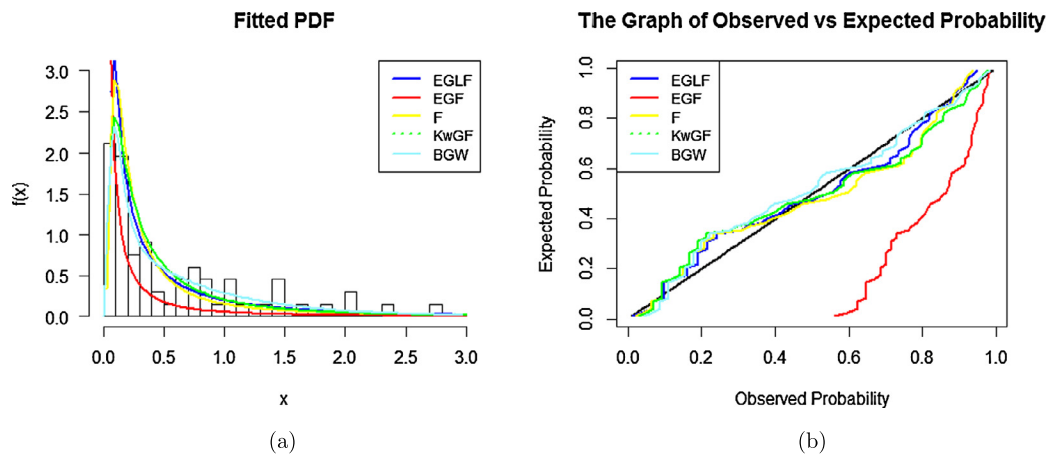 Fitted PDF
3.0
2.5
2.0
1.5
1.0
0.5
0.0
f(x)
EGLF
EGF
F
KwGF
BGW
0.0 0.5 1.0 1.5 2.0 2.5 3.0
x
(a)
The Graph of Observed vs Expected Probability
1.0
0.8
0.6
0.4
0.2
0.0
Expected Probability
EGLF
EGF
F
KwGF
BGW
0.0 0.2 0.4 0.6 0.8 1.0
Observed Probability
(b)